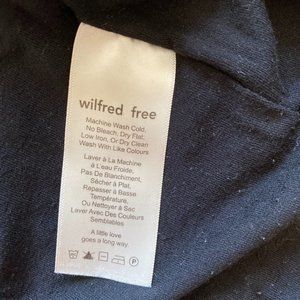 wilfred free
Machine Wash Cold,
No Bleach, Dry Flat,
Low Iron, Or Dry Clean
Wash With Like Colours
Laver À La Machine
à L'eau Froide,
Pas De Blanchiment,
Sécher à Plat,
Repasser à Basse
Température,
Ou Nettoyer à Sac
Laver Avec Des Couleurs
Semblables
A little love
goes a long way.
P